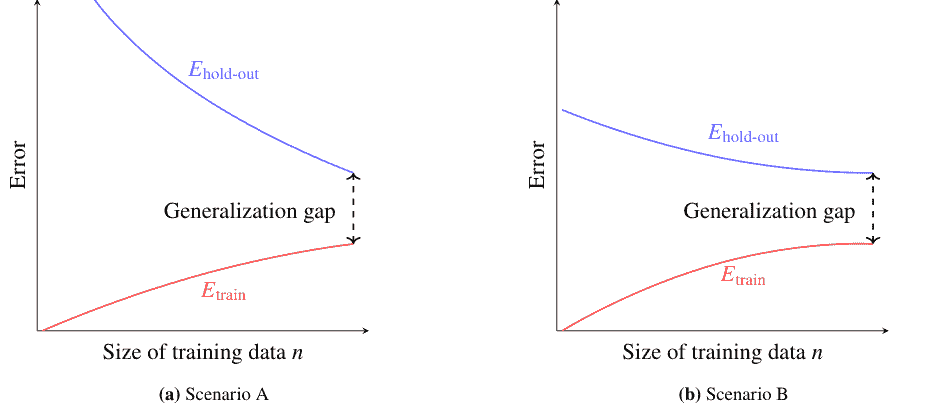 Error
E_hold-out
Generalization gap
E_train
Size of training data n
(a) Scenario A
Error
E_hold-out
Generalization gap
E_train
Size of training data n
(b) Scenario B